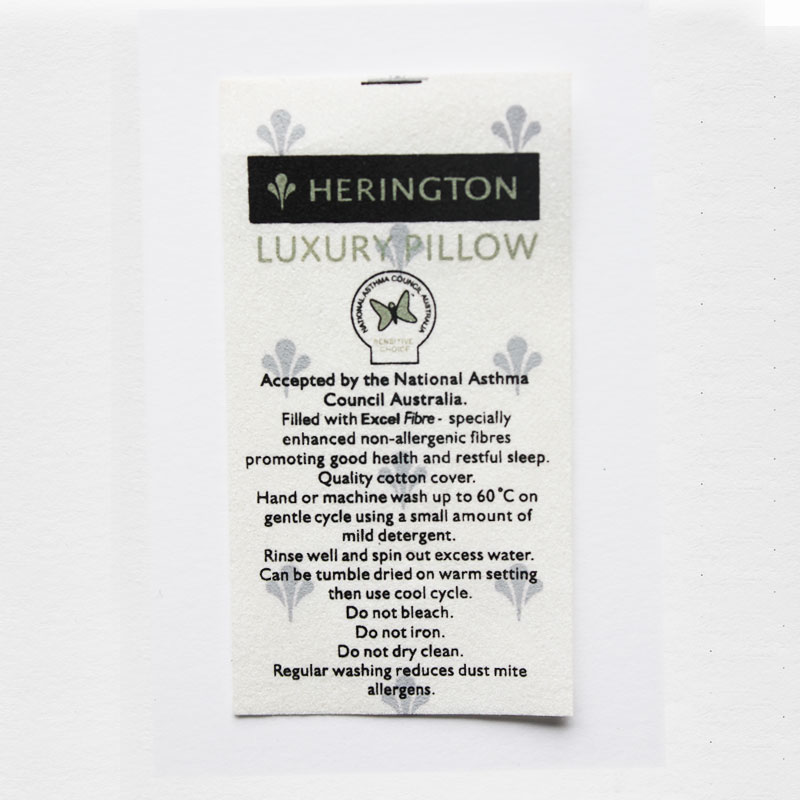 HERINGTON
LUXURY PILLOW
NATIONAL ASTHMA COUNCIL AUSTRALIA
SENSITIVE
CHOICE
Accepted by the National Asthma
Council Australia.
Filled with Excel Fibre - specially
enhanced non-allergenic fibres
promoting good health and restful sleep.
Quality cotton cover.
Hand or machine wash up to 60°C on
gentle cycle using a small amount of
mild detergent.
Rinse well and spin out excess water.
Can be tumble dried on warm setting
then use cool cycle.
Do not bleach.
Do not iron.
Do not dry clean.
Regular washing reduces dust mite
allergens.